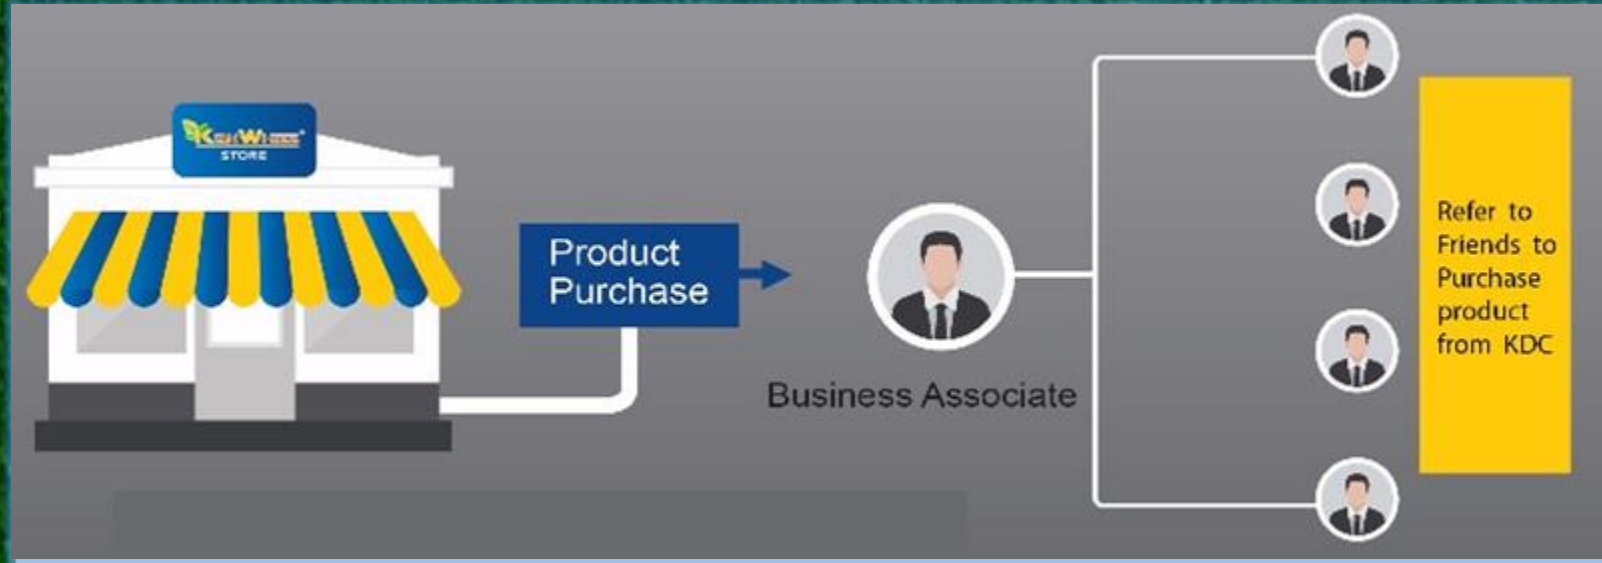 STORE
Product
Purchase
Business Associate
Refer to
Friends to
Purchase
product
from KDC